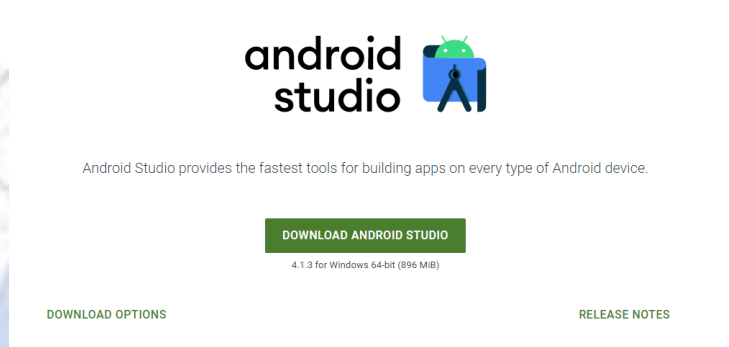 android
studio
Android Studio provides the fastest tools for building apps on every type of Android device.
DOWNLOAD ANDROID STUDIO
4.1.3 for Windows 64-bit (896 MiB)
DOWNLOAD OPTIONS
RELEASE NOTES